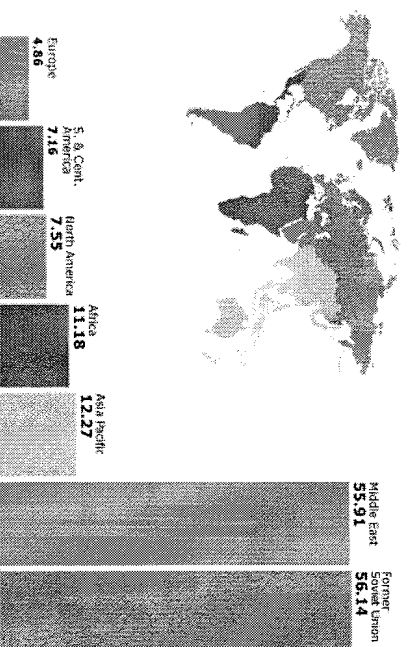 Europe
4.86
S. & Cent.
America
7.16
North America
7.55
Africa
11.18
Asia Pacific
12.27
Middle East
55.91
Former
Soviet Union
56.14